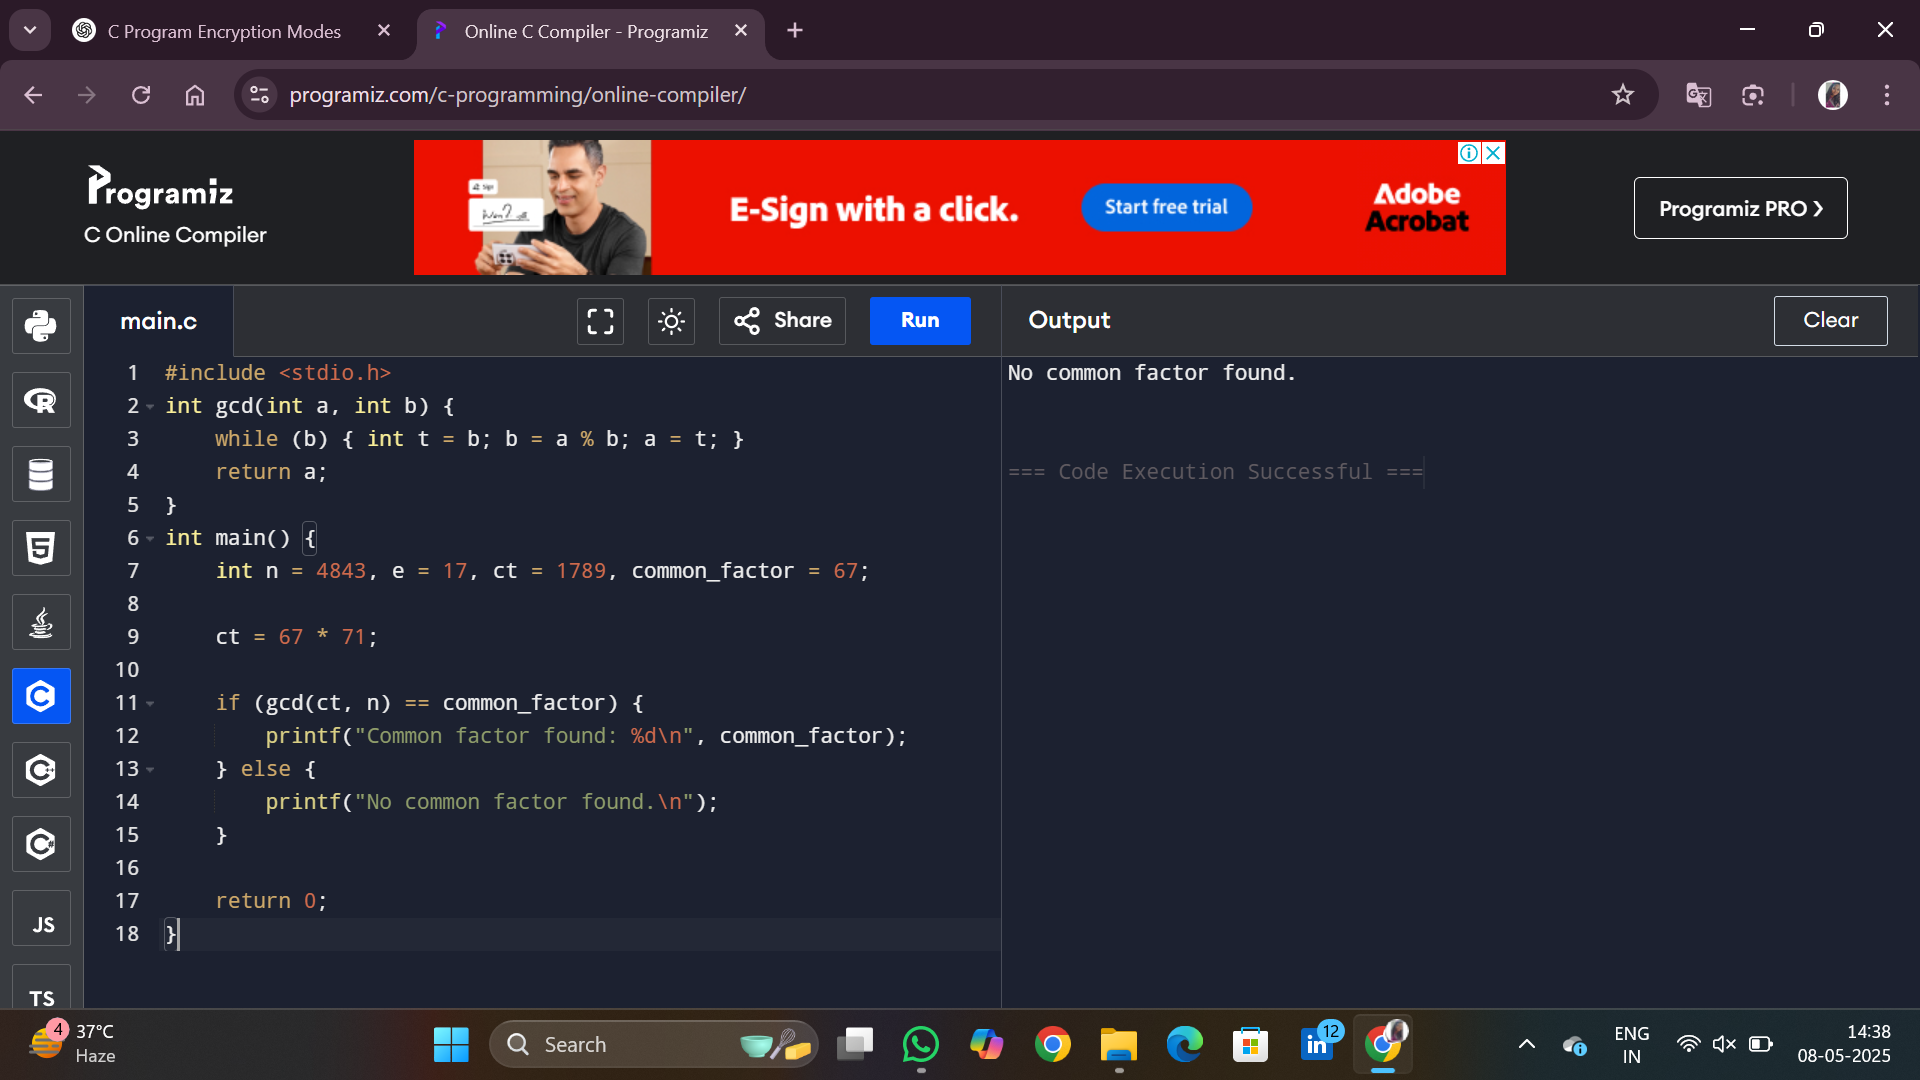 C Program Encryption Modes
Online C Compiler - Programiz
programiz.com/c-programming/online-compiler/
Programiz
C Online Compiler
Sign
E-Sign with a click.
Start free trial
Adobe
Acrobat
Programiz PRO ❯
main.c
Share
Run
Output
Clear
1 #include <stdio.h>
2 int gcd(int a, int b) {
3     while (b) { int t = b; b = a % b; a = t; }
4     return a;
5 }
6 int main() {
7     int n = 4843, e = 17, ct = 1789, common_factor = 67;
8
9     ct = 67 * 71;
10
11     if (gcd(ct, n) == common_factor) {
12         printf("Common factor found: %d\n", common_factor);
13     } else {
14         printf("No common factor found.\n");
15     }
16
17     return 0;
18 }
No common factor found.
=== Code Execution Successful ===
JS
TS
4
37°C
Haze
Search
in
12
ENG
IN
14:38
08-05-2025